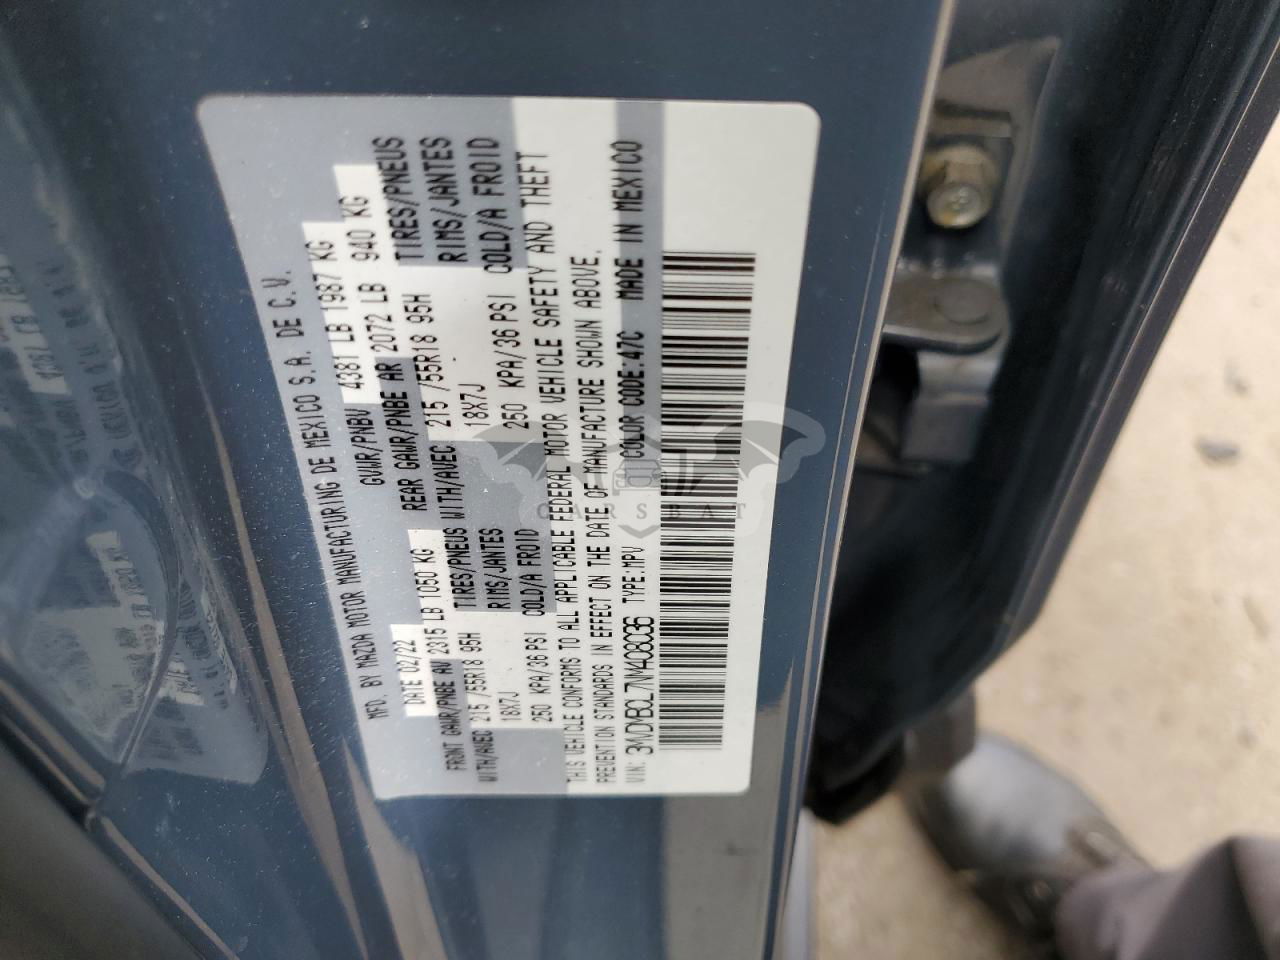 MFD. BY MAZDA MOTOR MANUFACTURING DE MEXICO S.A. DE C.V.
DATE 02/22 GVWR/PNBV 4381 LB 1987 KG
FRONT GAWR/PNBE AV 2315 LB 1050 KG REAR GAWR/PNBE AR 2072 LB 940 KG
WITH/AVEC 215 /55R18 95H TIRES/PNEUS WITH/AVEC 215 /55R18 95H TIRES/PNEUS
18X7J RIMS/JANTES 18X7J RIMS/JANTES
250 KPA/36 PSI COLD/A FROID 250 KPA/36 PSI COLD/A FROID
THIS VEHICLE CONFORMS TO ALL APPLICABLE FEDERAL MOTOR VEHICLE SAFETY AND THEFT
PREVENTION STANDARDS IN EFFECT ON THE DATE OF MANUFACTURE SHOWN ABOVE.
VIN: 3MVDMBCL7NM408036 TYPE:MPV COLOR CODE:47C MADE IN MEXICO
CARSBAT